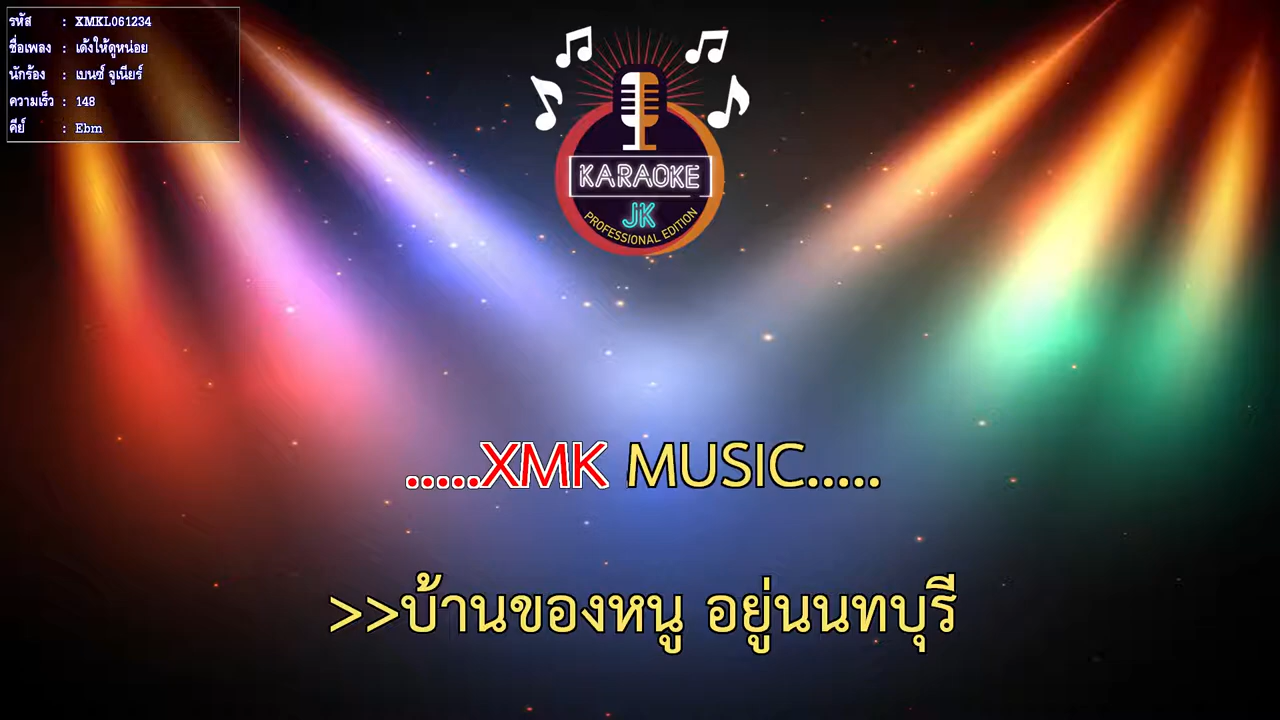 รหัส : XMKL061234
ชื่อเพลง : เด้งให้ดูหน่อย
นักร้อง : เบนซ์ จูเนียร์
ความเร็ว : 148
คีย์ : Ebm
KARAOKE
JK
PROFESSIONAL EDITION
.....XMK MUSIC.....
>>บ้านของหนู อยู่นนทบุรี